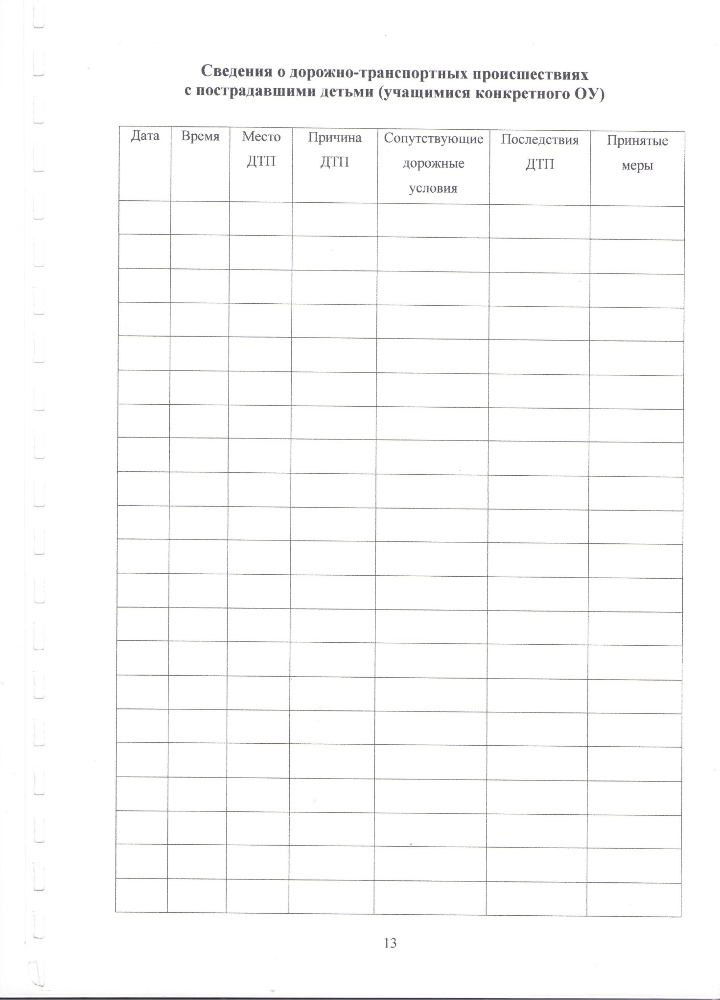 Сведения о дорожно-транспортных происшествиях
с пострадавшими детьми (учащимися конкретного ОУ)
Дата
Время
Место
ДТП
Причина
ДТП
Сопутствующие
дорожные
условия
Последствия
ДТП
Принятые
меры
13